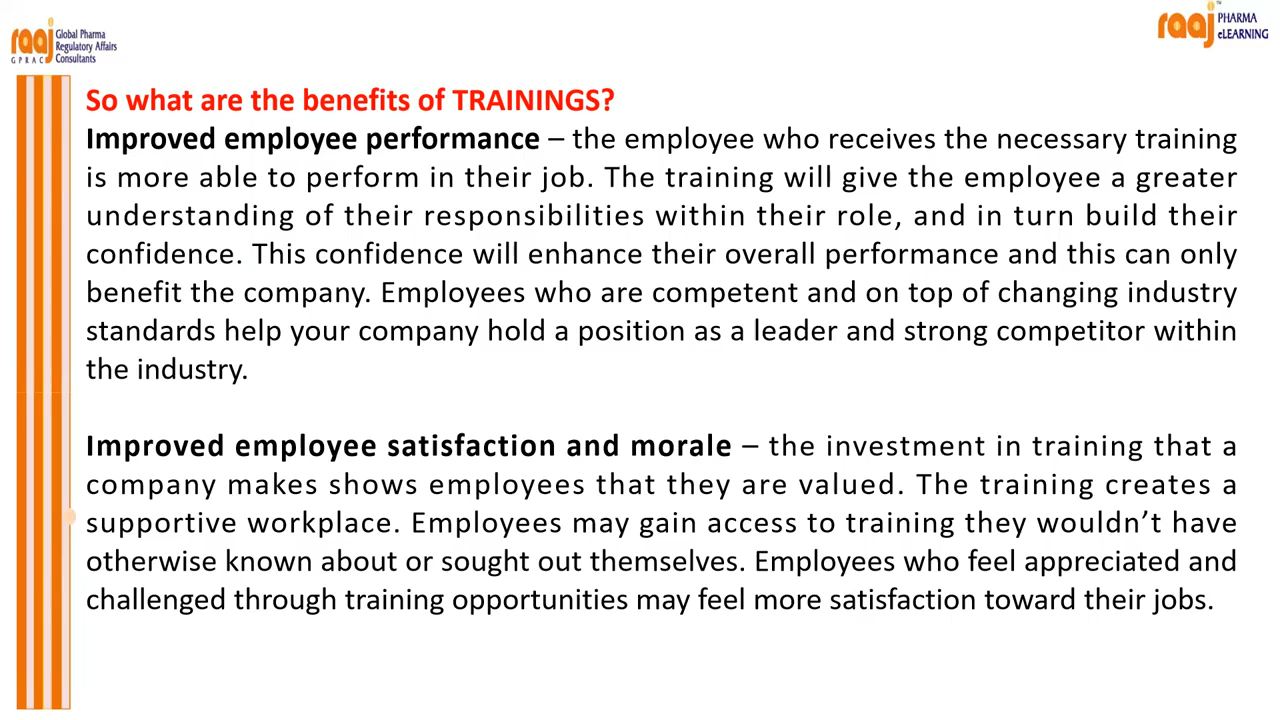 raaj
GPRAC
Global Pharma
Regulatory Affairs
Consultants
raaj™
PHARMA
eLEARNING
So what are the benefits of TRAININGS?
Improved employee performance – the employee who receives the necessary training
is more able to perform in their job. The training will give the employee a greater
understanding of their responsibilities within their role, and in turn build their
confidence. This confidence will enhance their overall performance and this can only
benefit the company. Employees who are competent and on top of changing industry
standards help your company hold a position as a leader and strong competitor within
the industry.
Improved employee satisfaction and morale – the investment in training that a
company makes shows employees that they are valued. The training creates a
supportive workplace. Employees may gain access to training they wouldn’t have
otherwise known about or sought out themselves. Employees who feel appreciated and
challenged through training opportunities may feel more satisfaction toward their jobs.